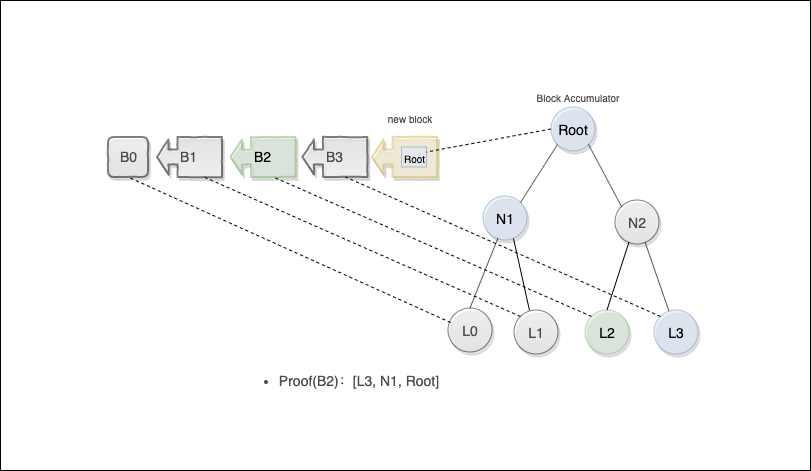 Block Accumulator
new block
Root
B0
B1
B2
B3
Root
N1
N2
L0
L1
L2
L3
• Proof(B2)：[L3, N1, Root]